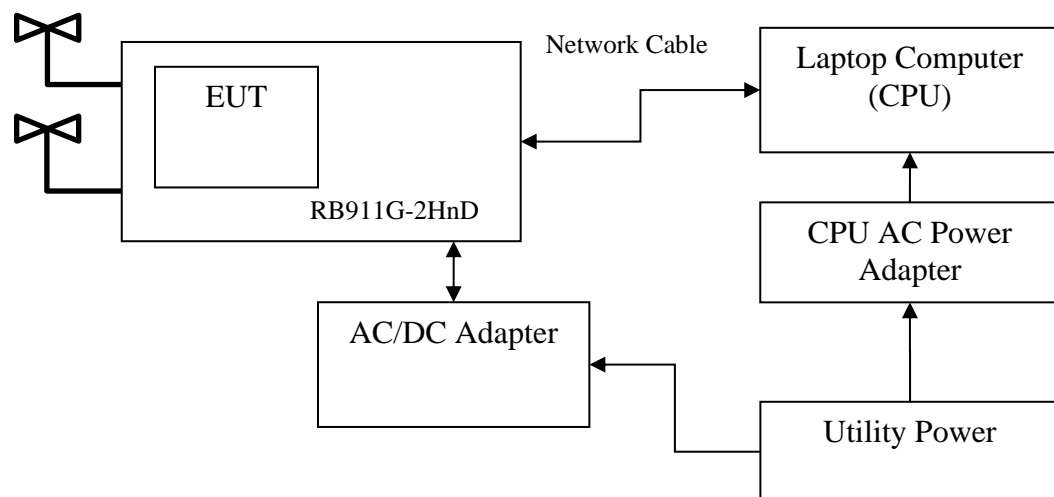 Network Cable
Laptop Computer
(CPU)
EUT
RB911G-2HnD
CPU AC Power
Adapter
AC/DC Adapter
Utility Power